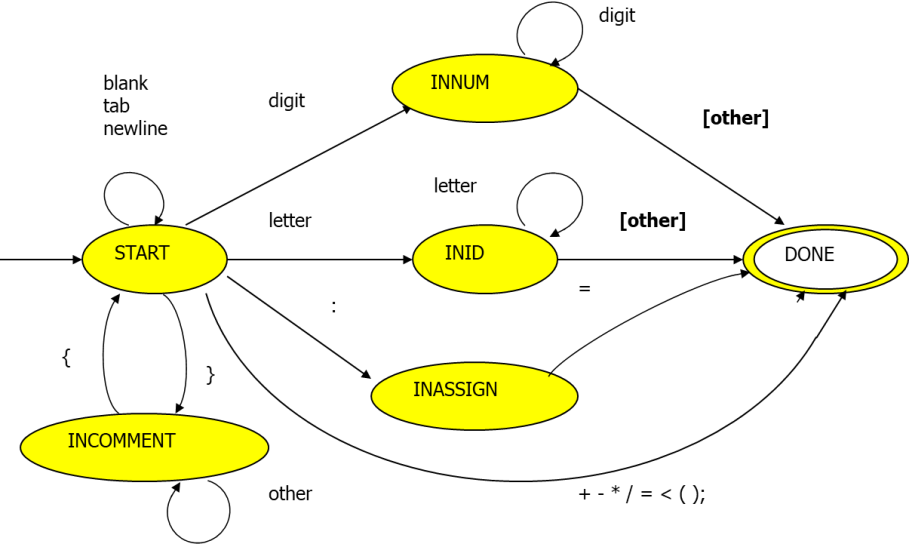 digit
INNUM
blank
tab
newline
digit
[other]
letter
letter
[other]
START
INID
DONE
:
=
{
}
INASSIGN
INCOMMENT
other
+ - * / = < ( );